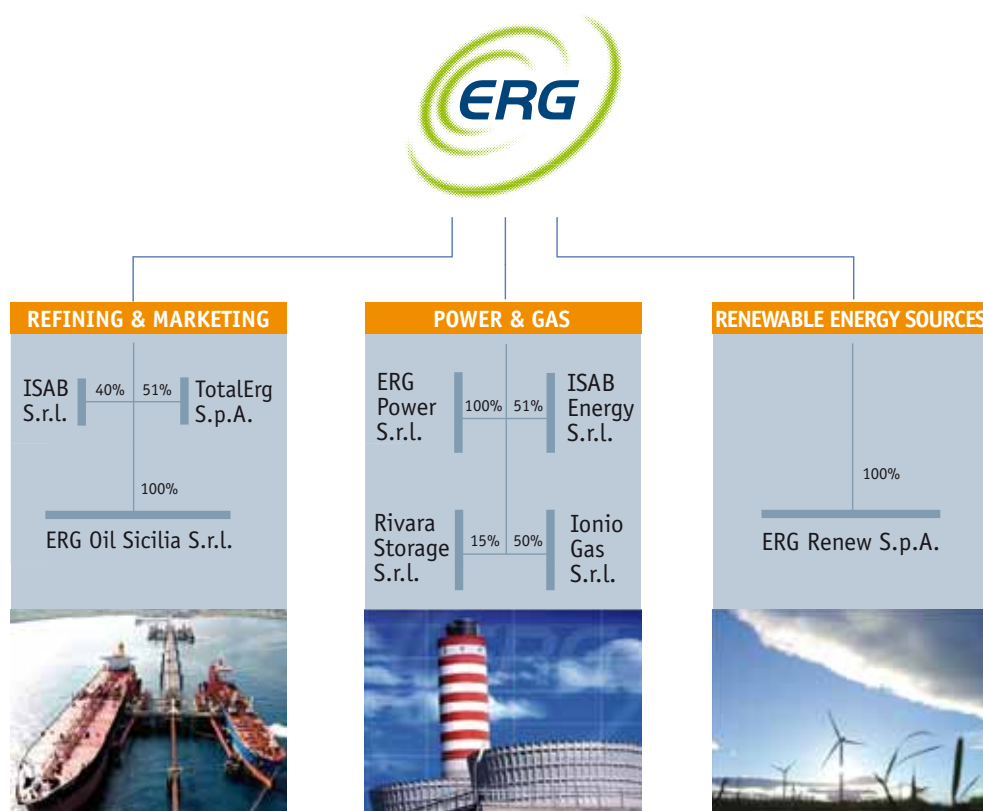 ERG
REFINING & MARKETING
ISAB
S.r.l.
40%
51%
TotalErg
S.p.A.
100%
ERG Oil Sicilia S.r.l.
POWER & GAS
ERG
Power
S.r.l.
100%
51%
ISAB
Energy
S.r.l.
Rivara
Storage
S.r.l.
15%
50%
Ionio
Gas
S.r.l.
RENEWABLE ENERGY SOURCES
100%
ERG Renew S.p.A.